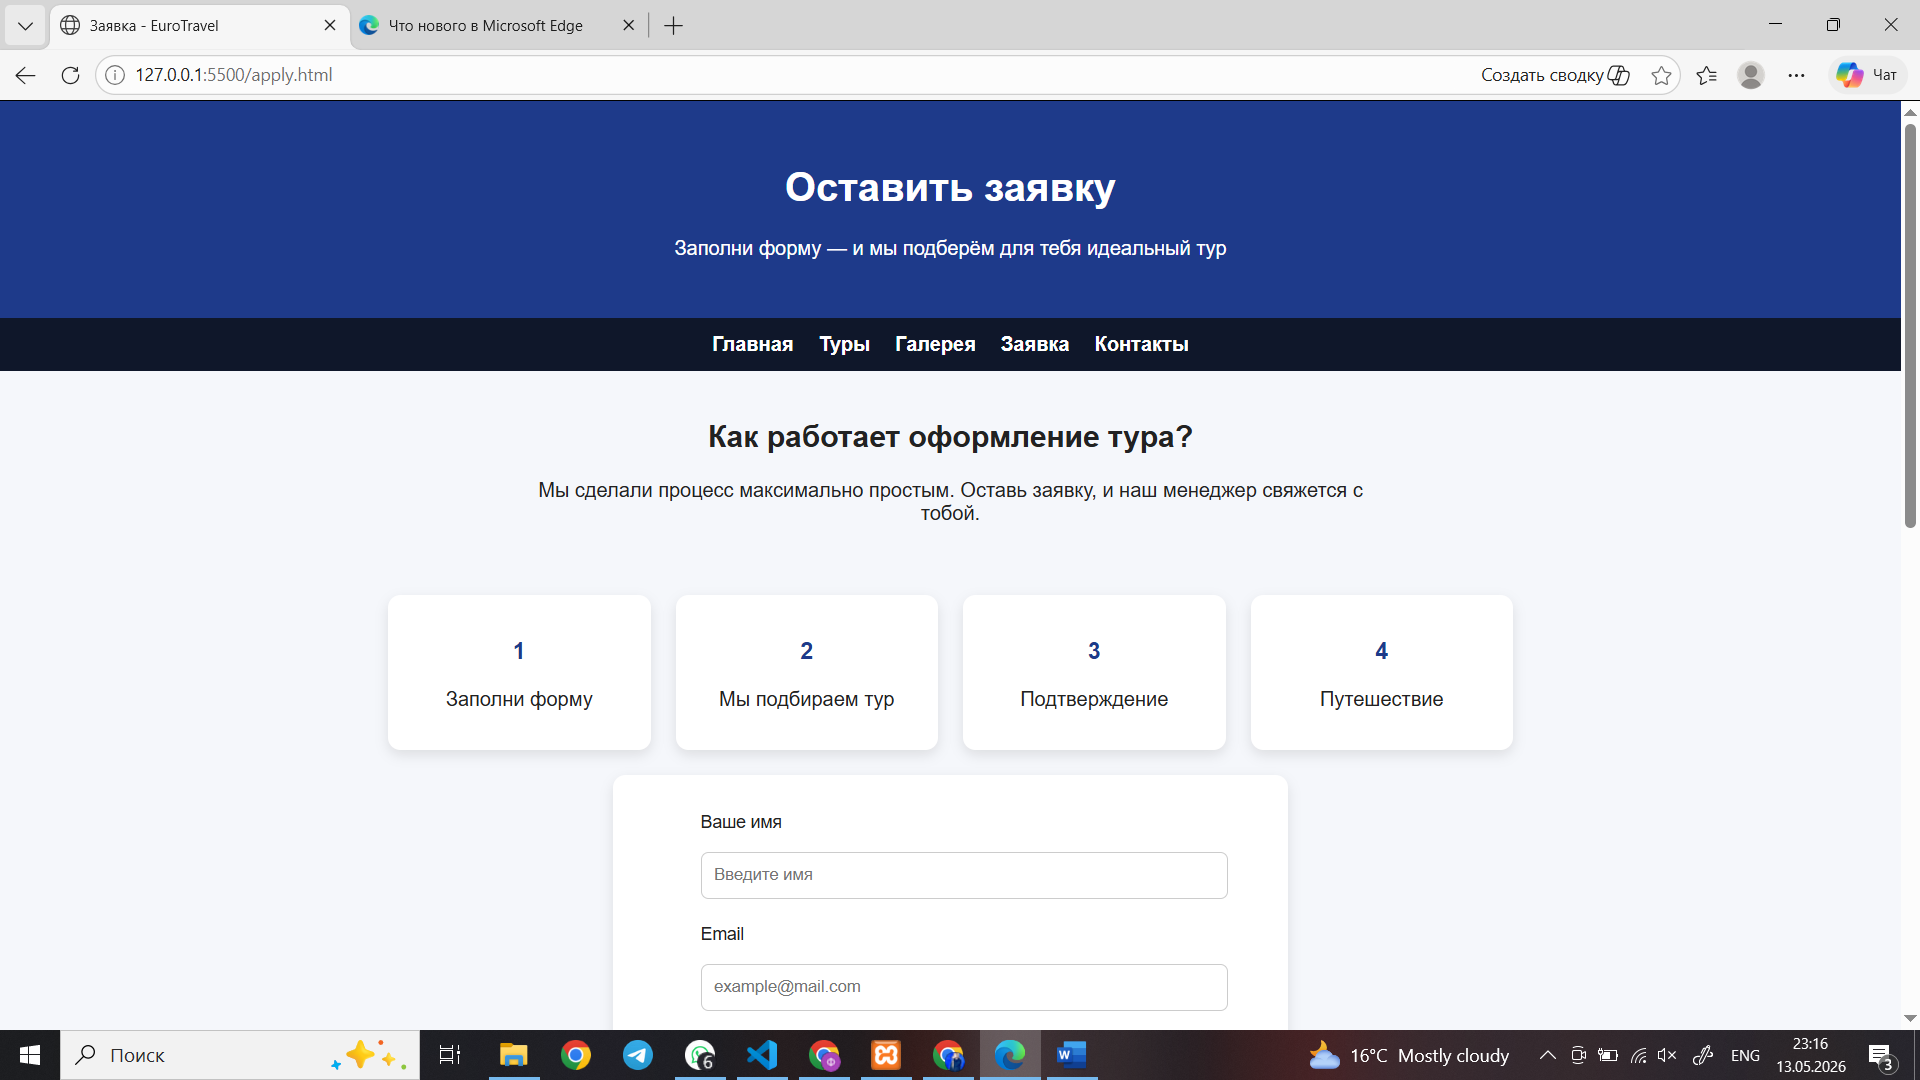 Заявка - EuroTravel
Что нового в Microsoft Edge
127.0.0.1:5500/apply.html
Создать сводку
Чат
Оставить заявку
Заполни форму — и мы подберём для тебя идеальный тур
Главная Туры Галерея Заявка Контакты
Как работает оформление тура?
Мы сделали процесс максимально простым. Оставь заявку, и наш менеджер свяжется с
тобой.
1
Заполни форму
2
Мы подбираем тур
3
Подтверждение
4
Путешествие
Ваше имя
Введите имя
Email
example@mail.com
Поиск
6
Ф
W
16°C Mostly cloudy
ENG
23:16
13.05.2026
3